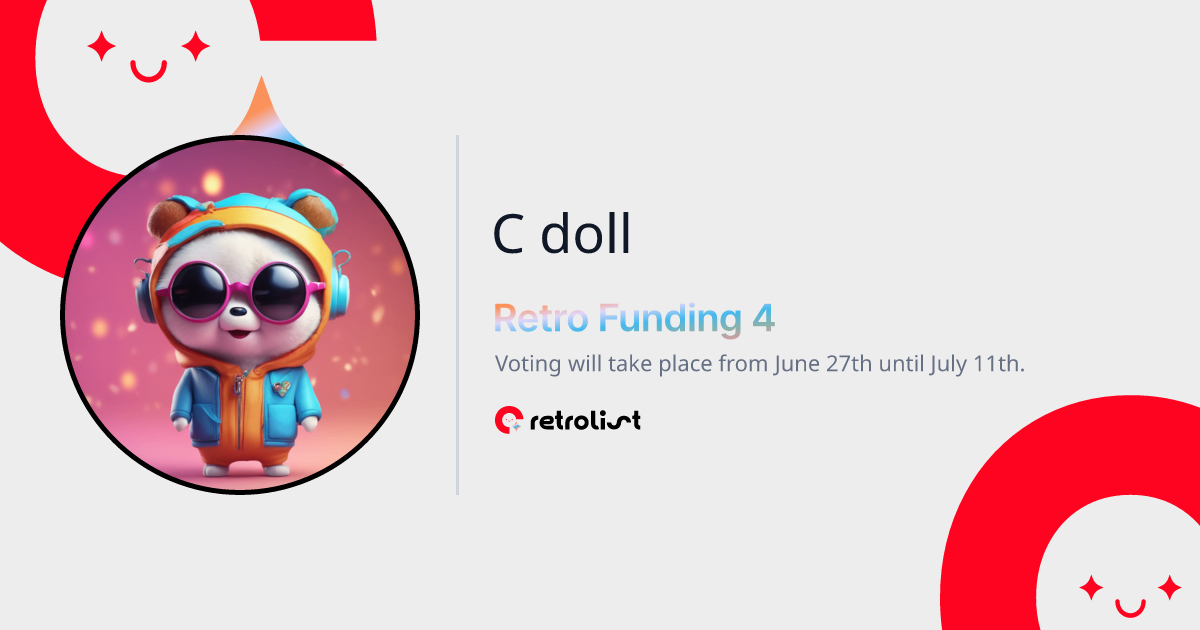 C doll
Retro Funding 4
Voting will take place from June 27th until July 11th.
retrolist